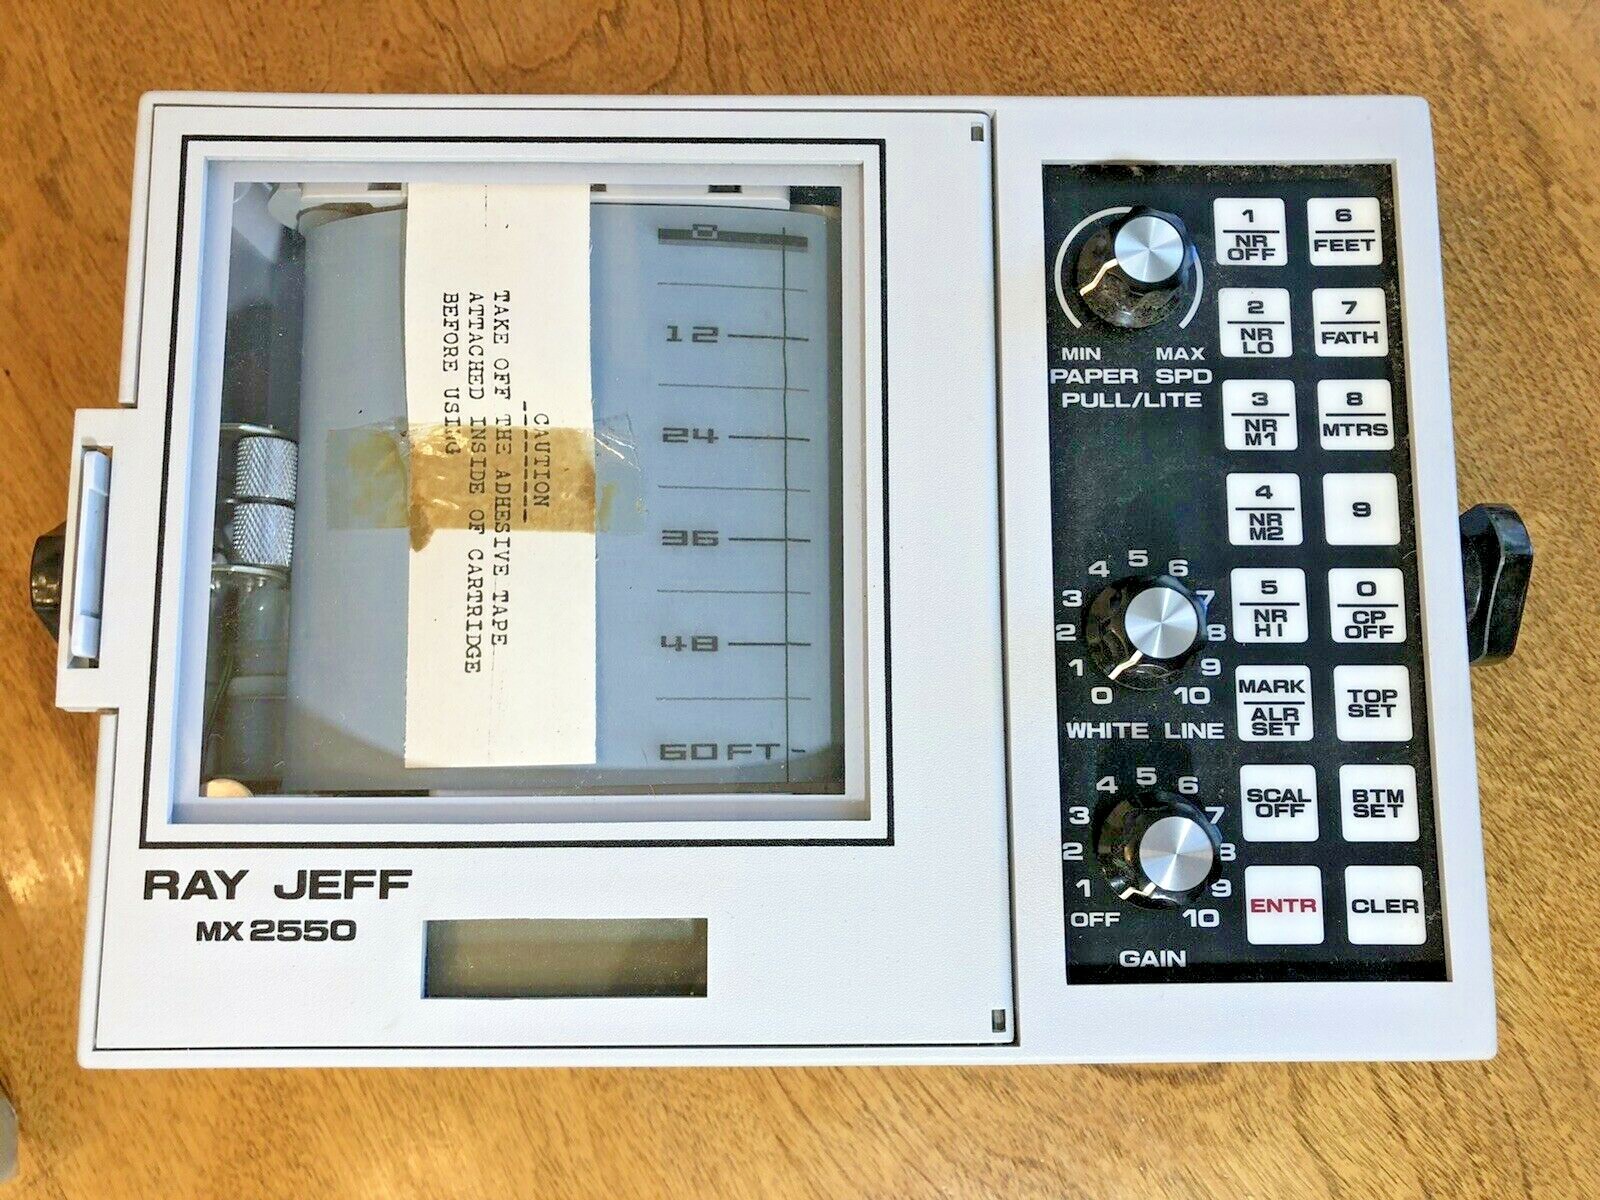 0
12
24
36
48
60FT
CAUTION
-------
TAKE OFF THE ADHESIVE TAPE
ATTACHED INSIDE OF CARTRIDGE
BEFORE USING
RAY JEFF
MX2550
MIN MAX
PAPER SPD
PULL/LITE
0 1 2 3 4 5 6 7 8 9 10
WHITE LINE
OFF 1 2 3 4 5 6 7 8 9 10
GAIN
1
NR
OFF
6
FEET
2
NR
LO
7
FATH
3
NR
M1
8
MTRS
4
NR
M2
9
5
NR
HI
0
CP
OFF
MARK
ALR
SET
TOP
SET
SCAL
OFF
BTM
SET
ENTR
CLER